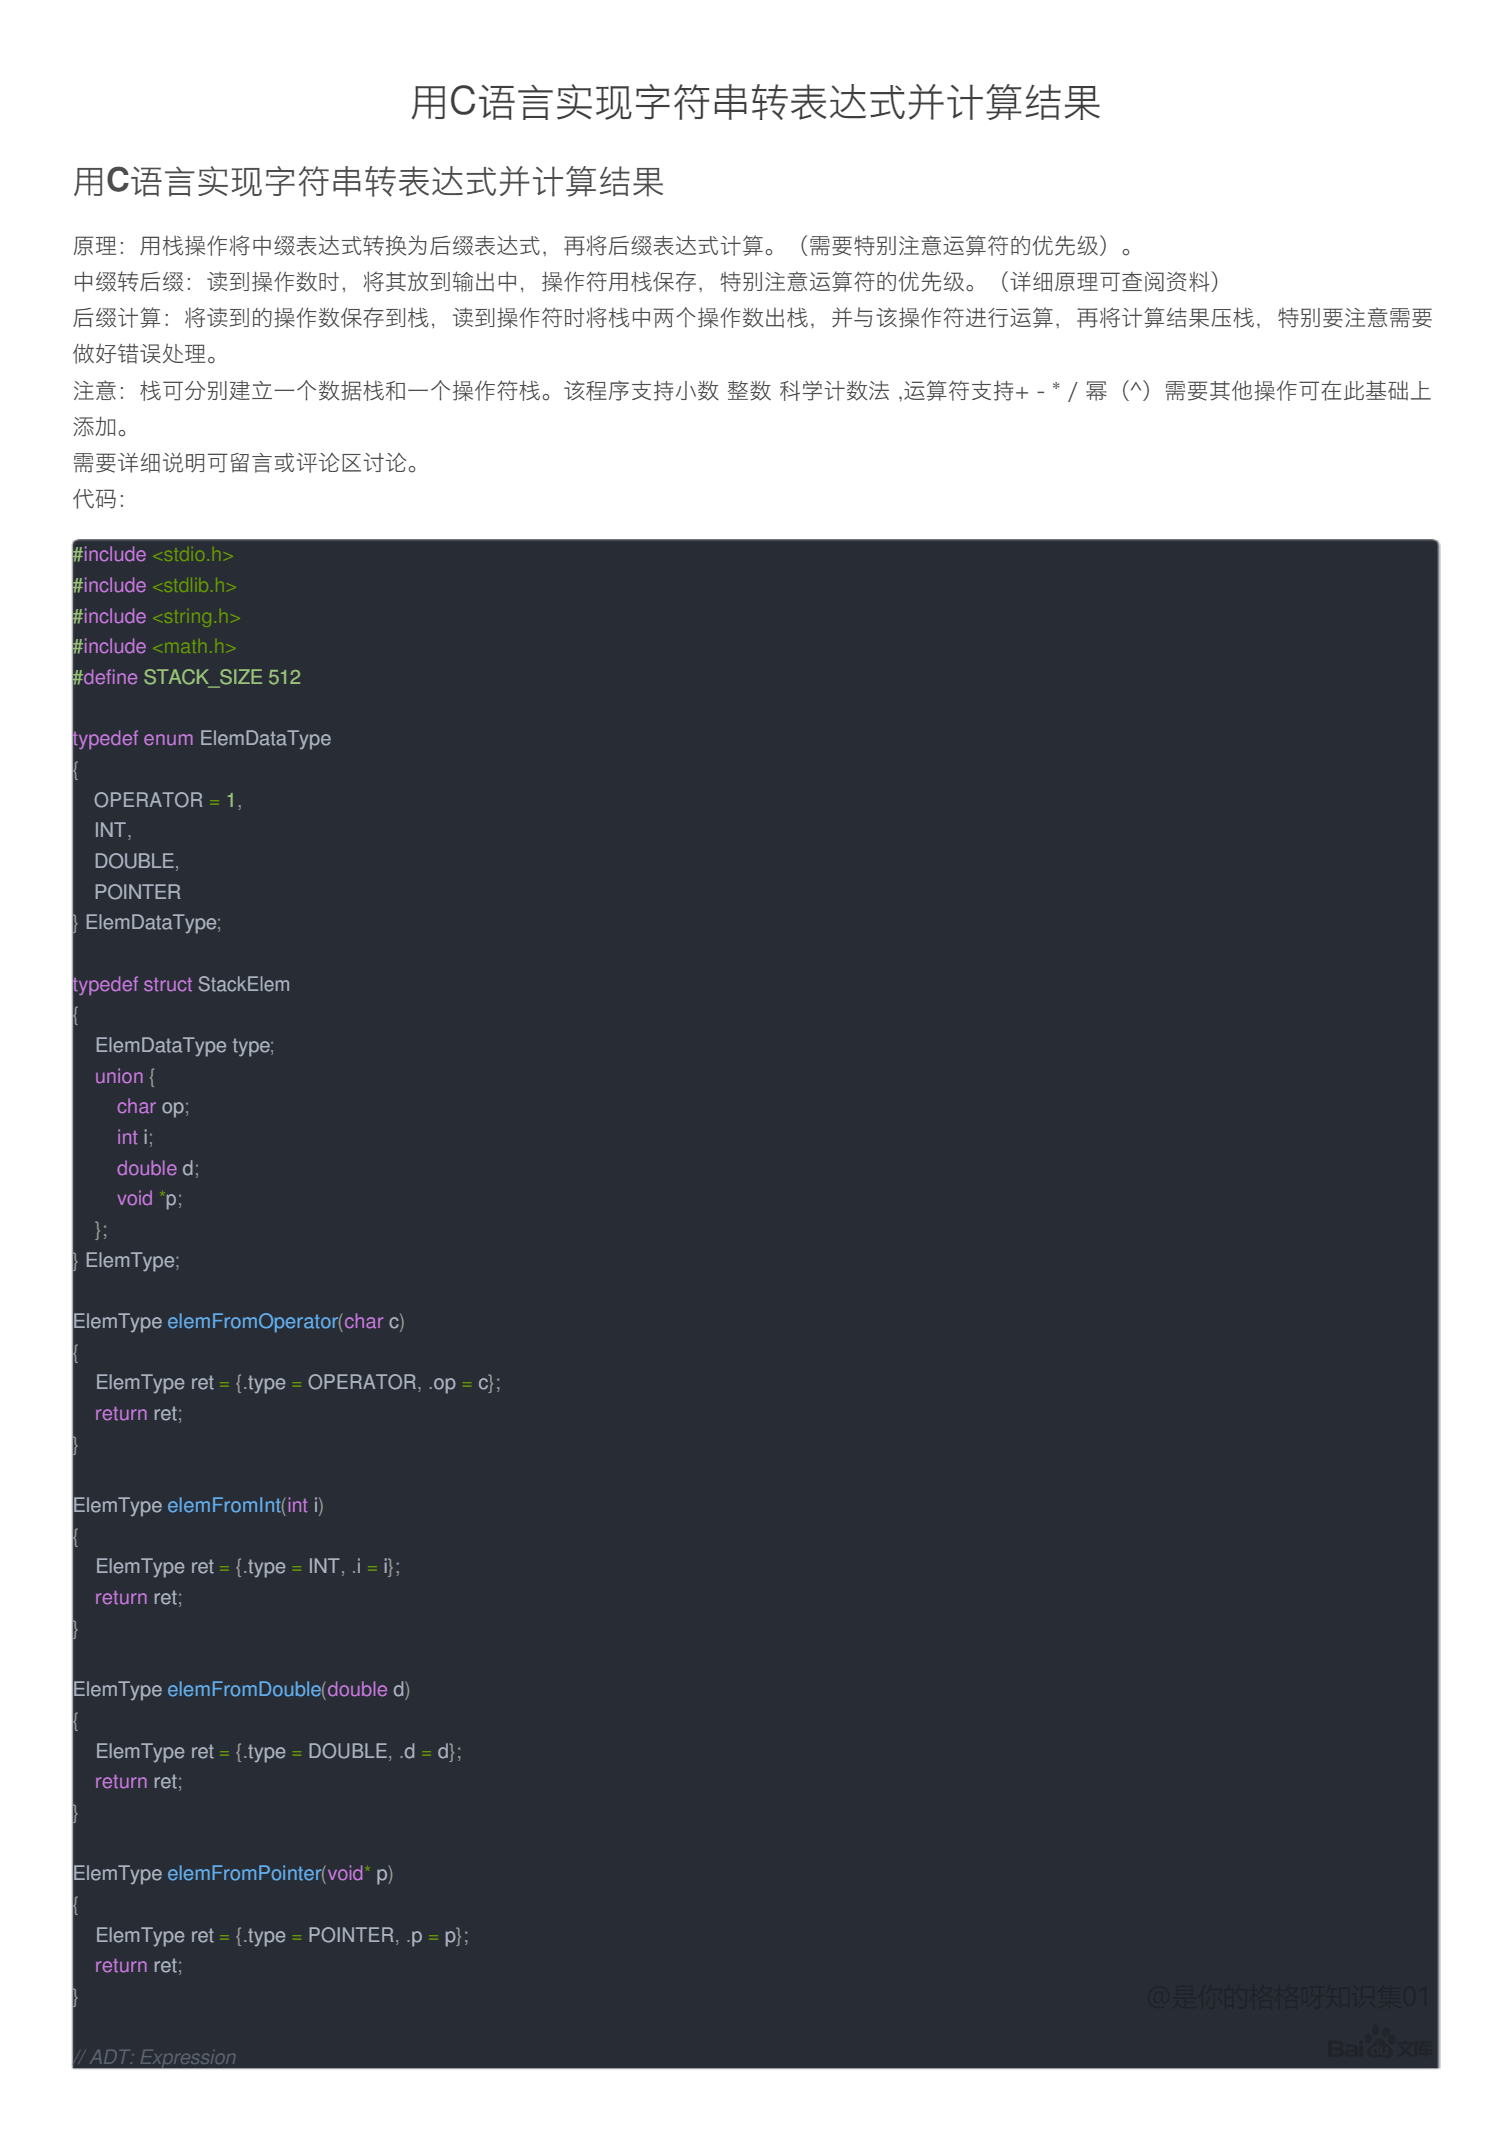 用C语言实现字符串转表达式并计算结果
用C语言实现字符串转表达式并计算结果
原理：用栈操作将中缀表达式转换为后缀表达式，再将后缀表达式计算。（需要特别注意运算符的优先级）。
中缀转后缀：读到操作数时，将其放到输出中，操作符用栈保存，特别注意运算符的优先级。（详细原理可查阅资料）
后缀计算：将读到的操作数保存到栈，读到操作符时将栈中两个操作数出栈，并与该操作符进行运算，再将计算结果压栈，特别要注意需要
做好错误处理。
注意：栈可分别建立一个数据栈和一个操作符栈。该程序支持小数 整数 科学计数法 ,运算符支持+ - * / 幂（^）需要其他操作可在此基础上
添加。
需要详细说明可留言或评论区讨论。
代码：
#include <stdio.h>
#include <stdlib.h>
#include <string.h>
#include <math.h>
#define STACK_SIZE 512
typedef enum ElemDataType
{
    OPERATOR = 1,
    INT,
    DOUBLE,
    POINTER
} ElemDataType;
typedef struct StackElem
{
    ElemDataType type;
    union {
        char op;
        int i;
        double d;
        void *p;
    };
} ElemType;
ElemType elemFromOperator(char c)
{
    ElemType ret = {.type = OPERATOR, .op = c};
    return ret;
}
ElemType elemFromInt(int i)
{
    ElemType ret = {.type = INT, .i = i};
    return ret;
}
ElemType elemFromDouble(double d)
{
    ElemType ret = {.type = DOUBLE, .d = d};
    return ret;
}
ElemType elemFromPointer(void* p)
{
    ElemType ret = {.type = POINTER, .p = p};
    return ret;
}
@是你的格格呀知识集01
// ADT: Expression
Bai du 文库